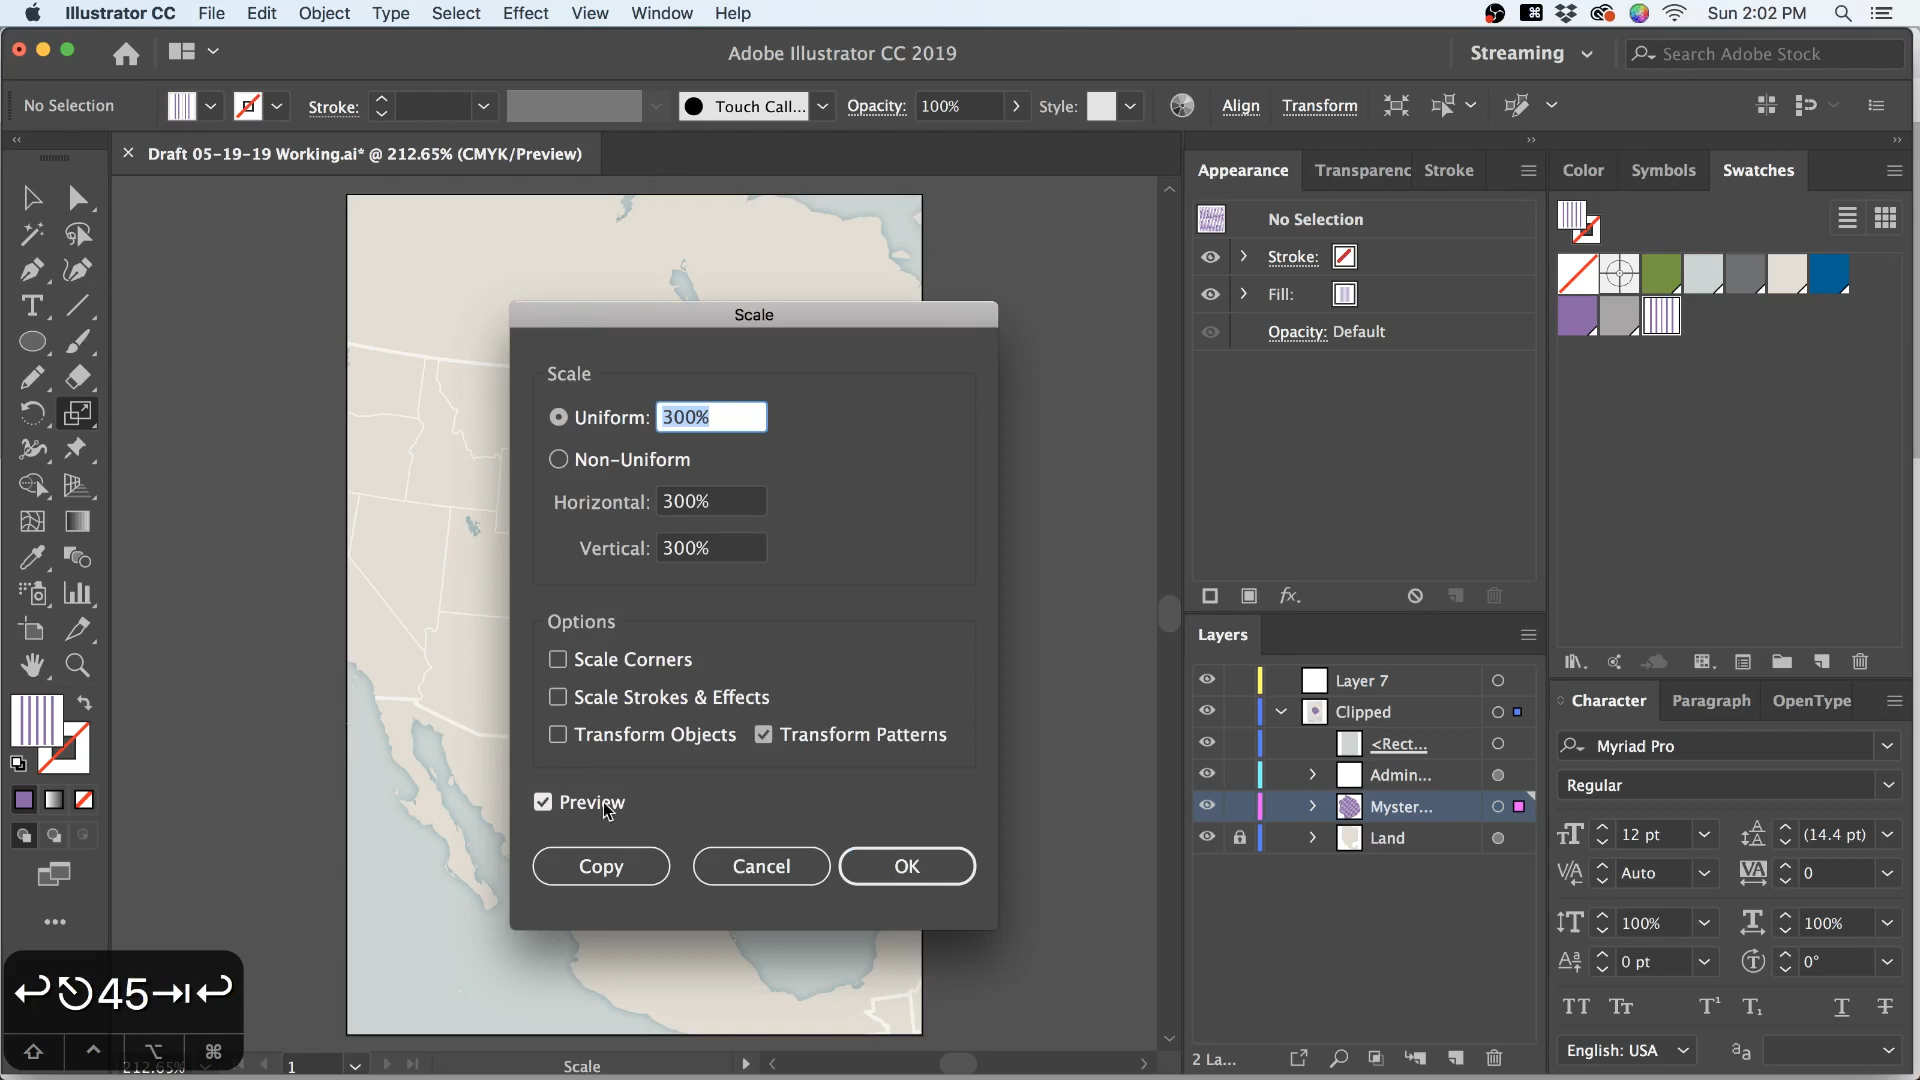 Illustrator CC File Edit Object Type Select Effect View Window Help Sun 2:02 PM
Adobe Illustrator CC 2019 Streaming Search Adobe Stock
No Selection Stroke: Touch Call... Opacity: 100% Style: Align Transform
Draft 05-19-19 Working.ai* @ 212.65% (CMYK/Preview)
Appearance Transparenc Stroke
No Selection
Stroke:
Fill:
Opacity: Default
fx.
Color Symbols Swatches
Scale
Scale
Uniform: 300%
Non-Uniform
Horizontal: 300%
Vertical: 300%
Options
Scale Corners
Scale Strokes & Effects
Transform Objects Transform Patterns
Preview
Copy Cancel OK
Layers
Layer 7
Clipped
<Rect...
Admin...
Myster...
Land
2 La...
Character Paragraph OpenType
Myriad Pro
Regular
12 pt (14.4 pt)
Auto 0
100% 100%
0 pt 0°
English: USA
45
212.65% 1 Scale